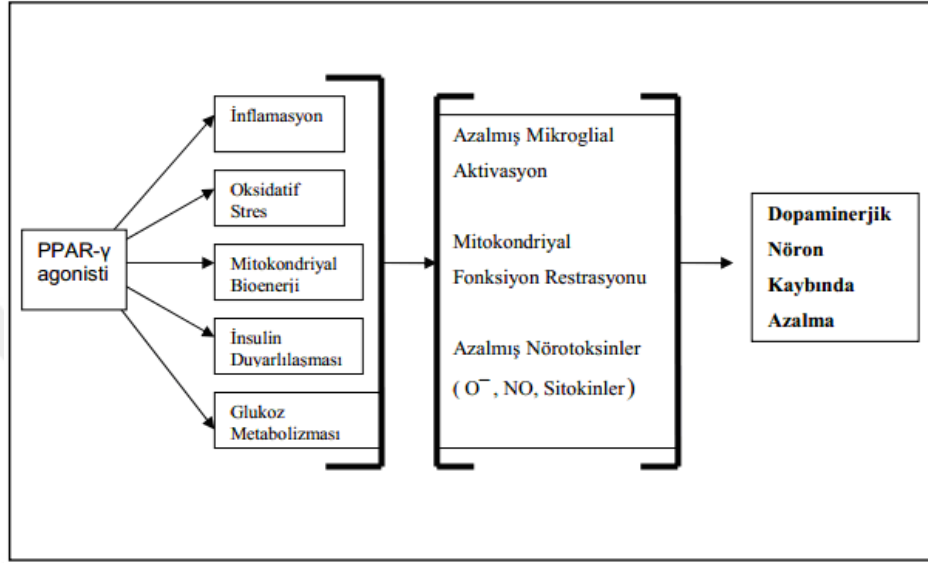 PPAR-γ
agonisti
İnflamasyon
Oksidatif
Stres
Mitokondriyal
Bioenerji
İnsulin
Duyarlılaşması
Glukoz
Metabolizması
Azalmış Mikroglial
Aktivasyon
Mitokondriyal
Fonksiyon Restrasyonu
Azalmış Nörotoksinler
( O⁻, NO, Sitokinler )
Dopaminerjik
Nöron
Kaybında
Azalma